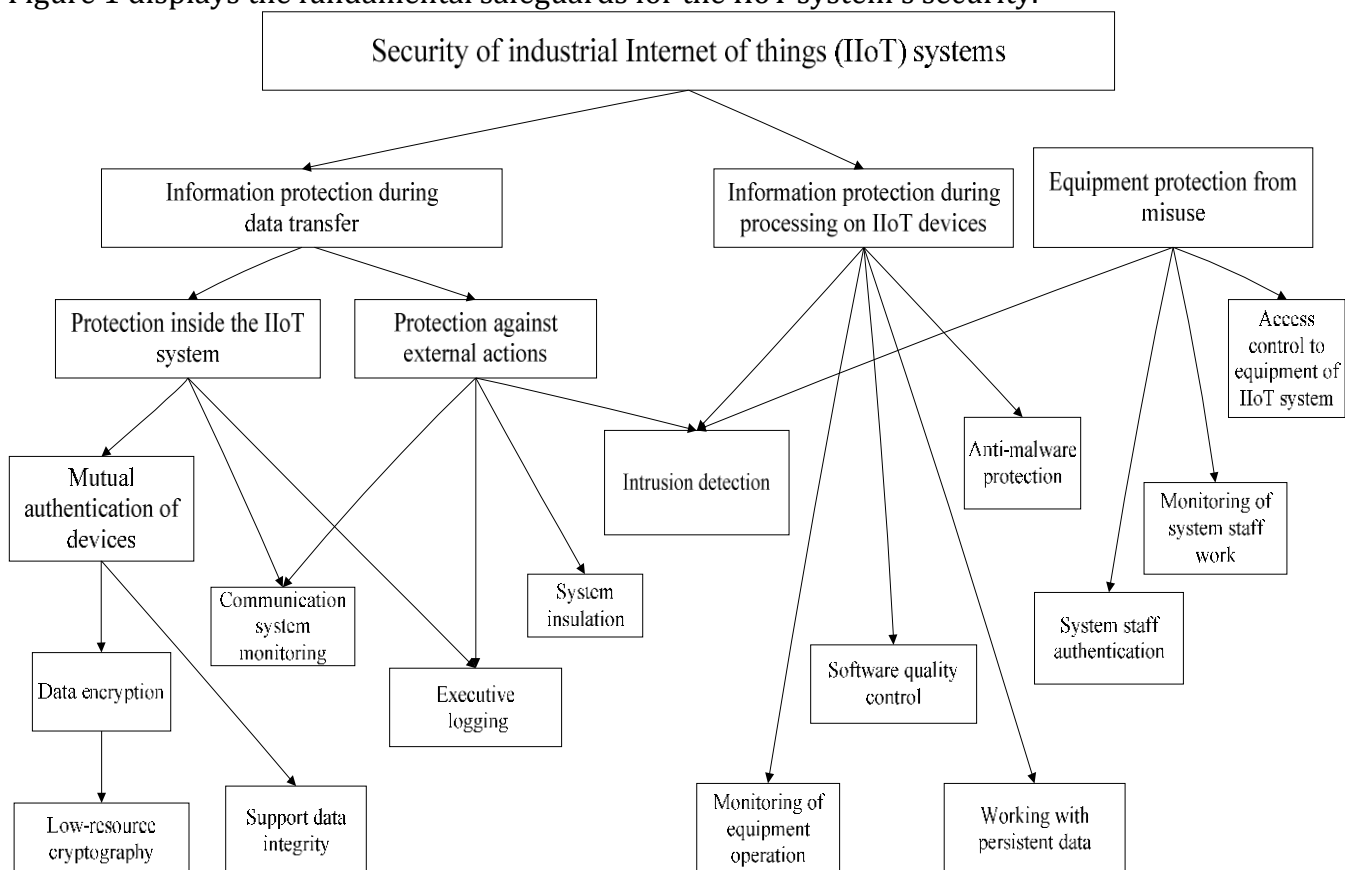 Figure 1 displays the fundamental safeguards for the IIoT system's security.
Security of industrial Internet of things (IIoT) systems
Information protection during
data transfer
Information protection during
processing on IIoT devices
Equipment protection from
misuse
Protection inside the IIoT
system
Protection against
external actions
Access
control to
equipment of
IIoT system
Mutual
authentication of
devices
Intrusion detection
Anti-malware
protection
Monitoring of
system staff
work
Communication
system
monitoring
System
insulation
System staff
authentication
Data encryption
Executive
logging
Software quality
control
Low-resource
cryptography
Support data
integrity
Monitoring of
equipment
operation
Working with
persistent data